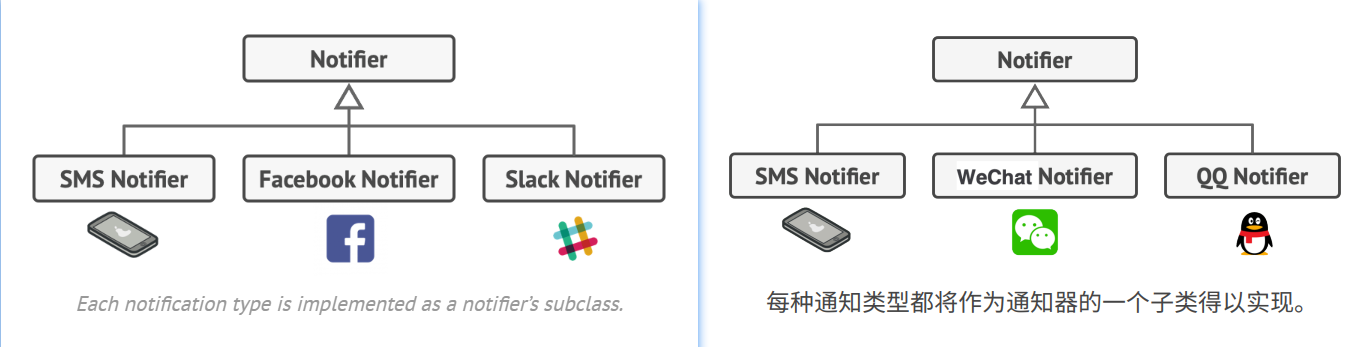 Notifier
SMS Notifier
Facebook Notifier
Slack Notifier
Each notification type is implemented as a notifier's subclass.
Notifier
SMS Notifier
WeChat Notifier
QQ Notifier
每种通知类型都将作为通知器的一个子类得以实现。